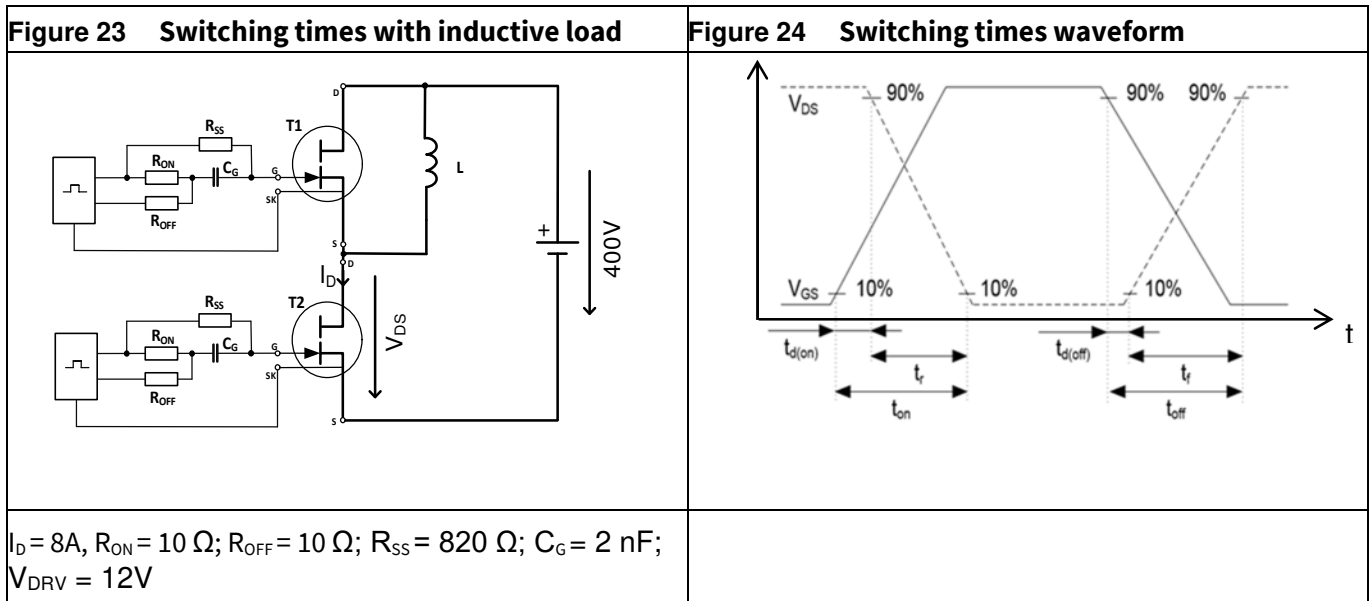 Figure 23 Switching times with inductive load
D
T1
RSS
RON
CG
G
SK
ROFF
L
S
D
ID
+
400V
T2
VDS
RSS
RON
CG
G
SK
ROFF
S
ID = 8A, RON = 10 Ω; ROFF = 10 Ω; RSS = 820 Ω; CG = 2 nF;
VDRV = 12V
Figure 24 Switching times waveform
VDS
90%
90%
90%
VGS
10%
10%
10%
t
td(on)
td(off)
tr
tf
ton
toff